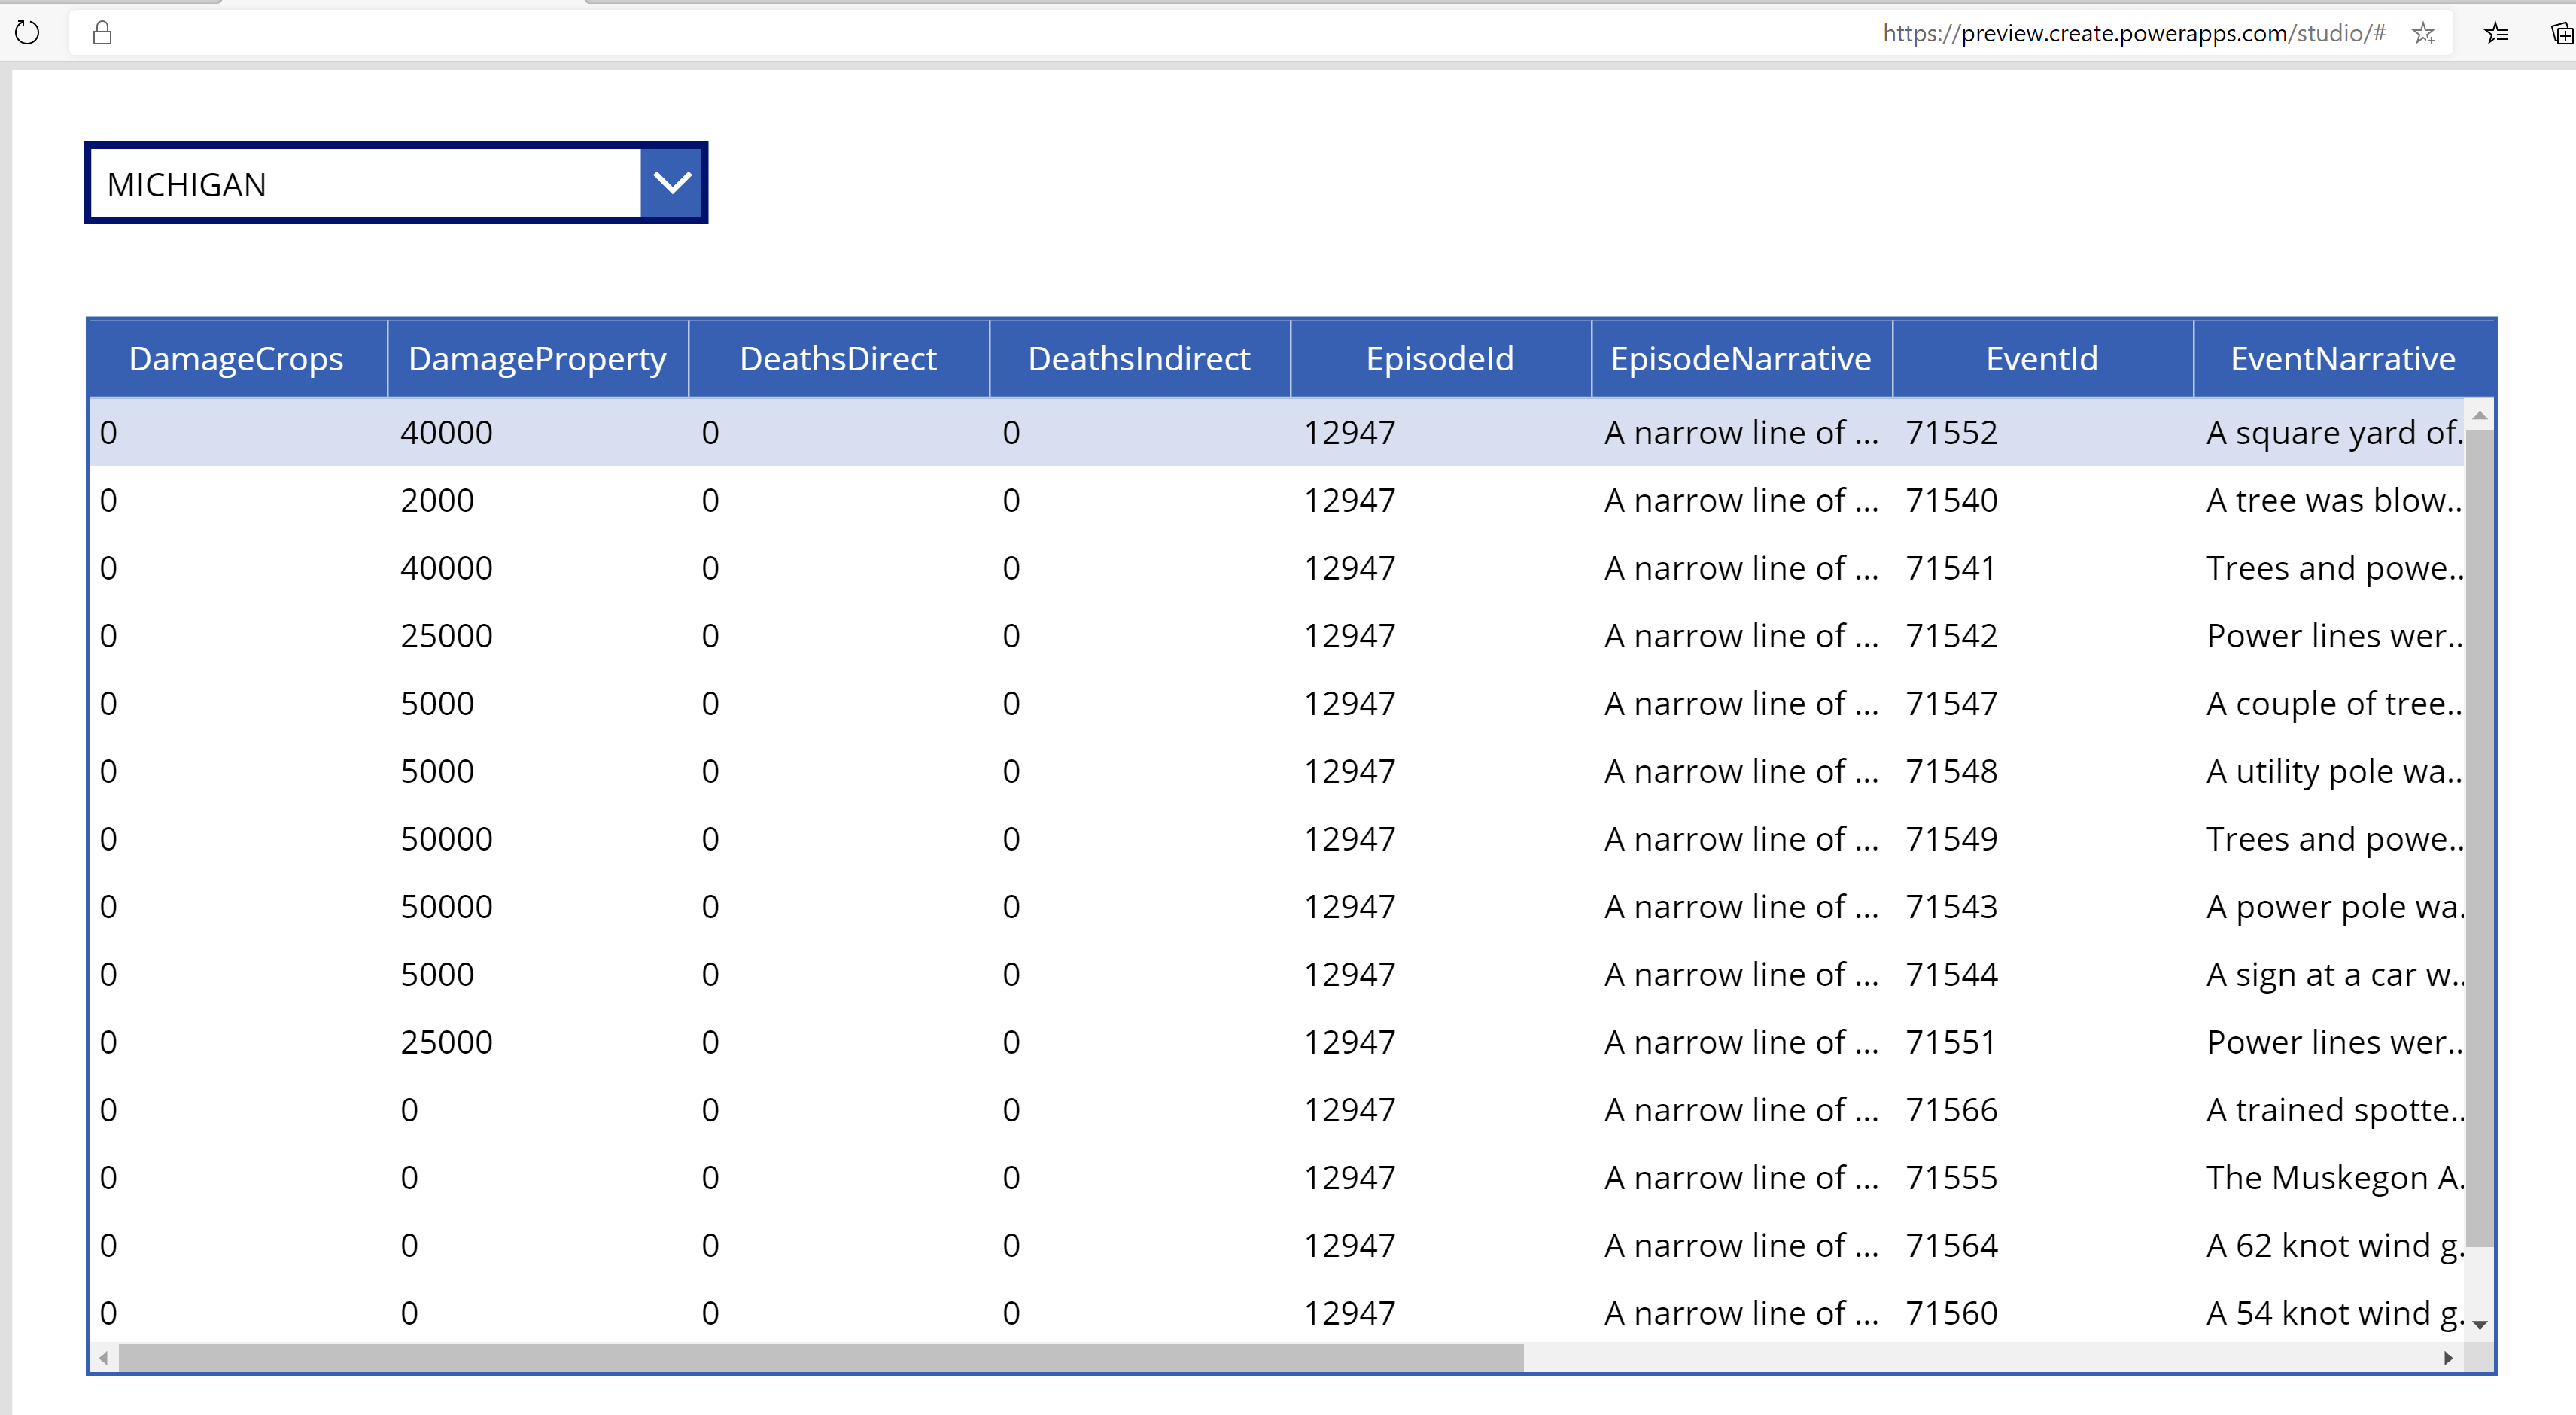 https://preview.create.powerapps.com/studio/#
MICHIGAN
DamageCrops DamageProperty DeathsDirect DeathsIndirect EpisodeId EpisodeNarrative EventId EventNarrative
0 40000 0 0 12947 A narrow line of ... 71552 A square yard of.
0 2000 0 0 12947 A narrow line of ... 71540 A tree was blow..
0 40000 0 0 12947 A narrow line of ... 71541 Trees and powe..
0 25000 0 0 12947 A narrow line of ... 71542 Power lines wer..
0 5000 0 0 12947 A narrow line of ... 71547 A couple of tree..
0 5000 0 0 12947 A narrow line of ... 71548 A utility pole wa..
0 50000 0 0 12947 A narrow line of ... 71549 Trees and powe..
0 50000 0 0 12947 A narrow line of ... 71543 A power pole wa.
0 5000 0 0 12947 A narrow line of ... 71544 A sign at a car w..
0 25000 0 0 12947 A narrow line of ... 71551 Power lines wer..
0 0 0 0 12947 A narrow line of ... 71566 A trained spotte..
0 0 0 0 12947 A narrow line of ... 71555 The Muskegon A.
0 0 0 0 12947 A narrow line of ... 71564 A 62 knot wind g.
0 0 0 0 12947 A narrow line of ... 71560 A 54 knot wind g.